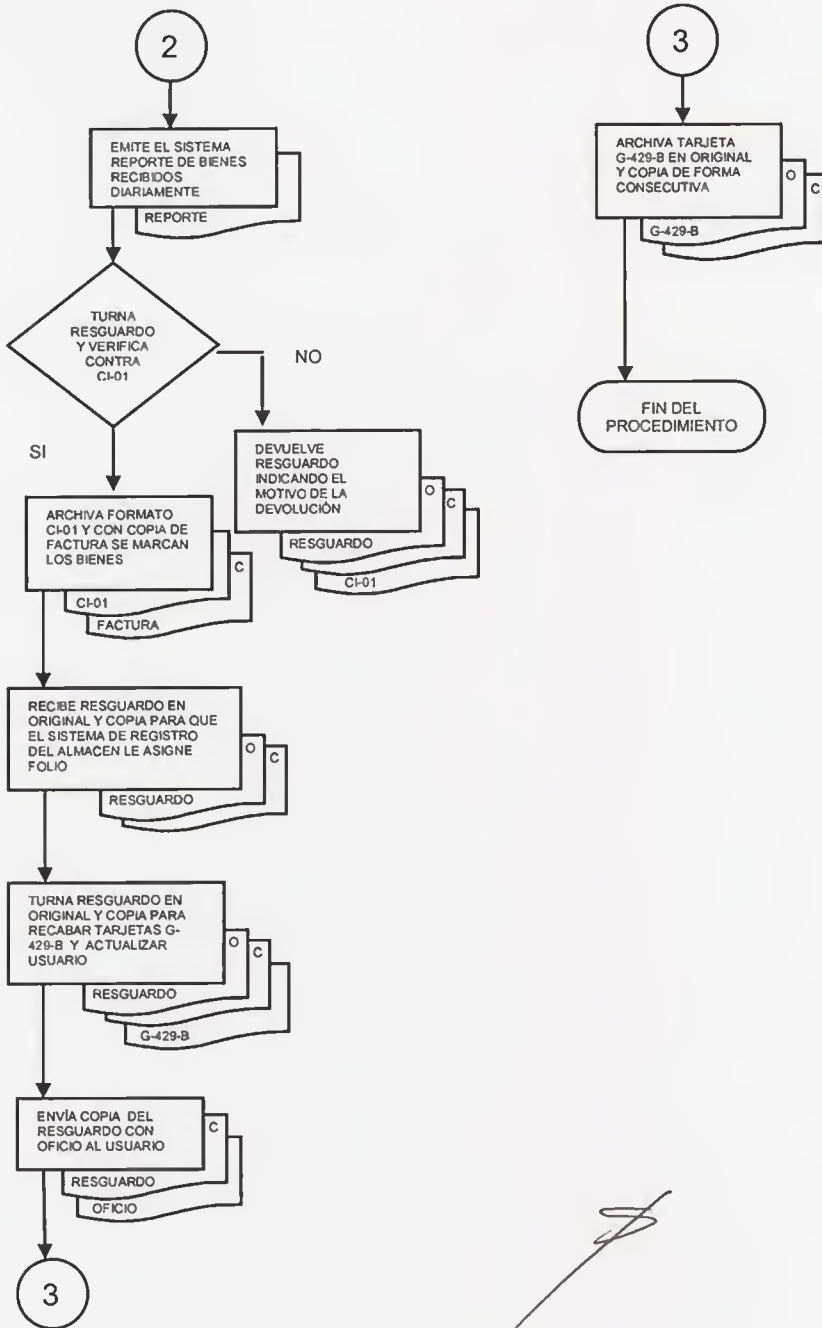 2
EMITE EL SISTEMA
REPORTE DE BIENES
RECIBIDOS
DIARIAMENTE
REPORTE
TURNA
RESGUARDO
Y VERIFICA
CONTRA
CI-01
NO
SI
DEVUELVE
RESGUARDO
INDICANDO EL
MOTIVO DE LA
DEVOLUCIÓN
O
C
RESGUARDO
CI-01
ARCHIVA FORMATO
CI-01 Y CON COPIA DE
FACTURA SE MARCAN
LOS BIENES
C
CI-01
FACTURA
RECIBE RESGUARDO EN
ORIGINAL Y COPIA PARA QUE
EL SISTEMA DE REGISTRO
DEL ALMACEN LE ASIGNE
FOLIO
O
C
RESGUARDO
TURNA RESGUARDO EN
ORIGINAL Y COPIA PARA
RECABAR TARJETAS G-
429-B Y ACTUALIZAR
USUARIO
O
C
RESGUARDO
G-429-B
ENVÍA COPIA DEL
RESGUARDO CON
OFICIO AL USUARIO
C
RESGUARDO
OFICIO
3
3
ARCHIVA TARJETA
G-429-B EN ORIGINAL
Y COPIA DE FORMA
CONSECUTIVA
O
C
G-429-B
FIN DEL
PROCEDIMIENTO